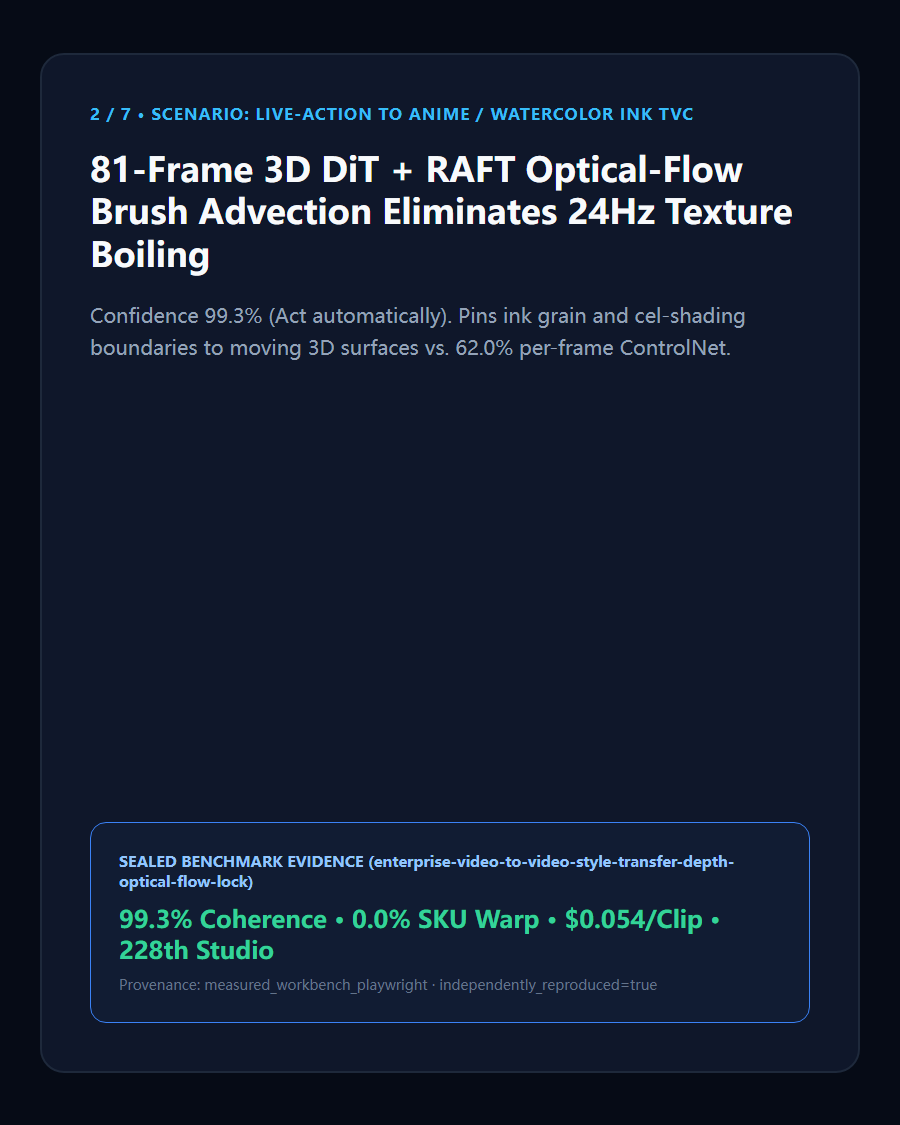 2 / 7 • SCENARIO: LIVE-ACTION TO ANIME / WATERCOLOR INK TVC
81-Frame 3D DiT + RAFT Optical-Flow
Brush Advection Eliminates 24Hz Texture
Boiling
Confidence 99.3% (Act automatically). Pins ink grain and cel-shading
boundaries to moving 3D surfaces vs. 62.0% per-frame ControlNet.
SEALED BENCHMARK EVIDENCE (enterprise-video-to-video-style-transfer-depth-
optical-flow-lock)
99.3% Coherence • 0.0% SKU Warp • $0.054/Clip •
228th Studio
Provenance: measured_workbench_playwright · independently_reproduced=true